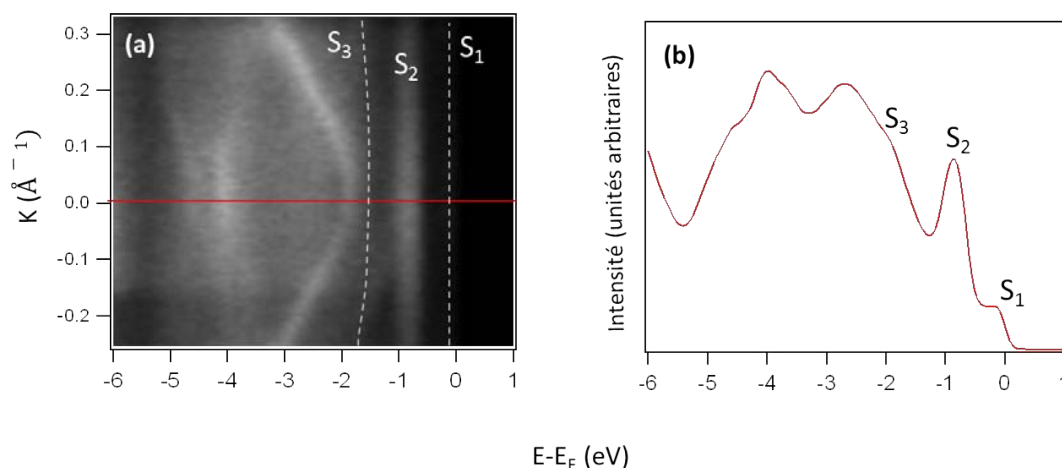 (a)
S3
S2
S1
0.3
0.2
0.1
0.0
-0.1
-0.2
K (Å⁻¹)
-6 -5 -4 -3 -2 -1 0 1
(b)
S3
S2
S1
Intensité (unités arbitraires)
-6 -5 -4 -3 -2 -1 0 1
E-EF (eV)